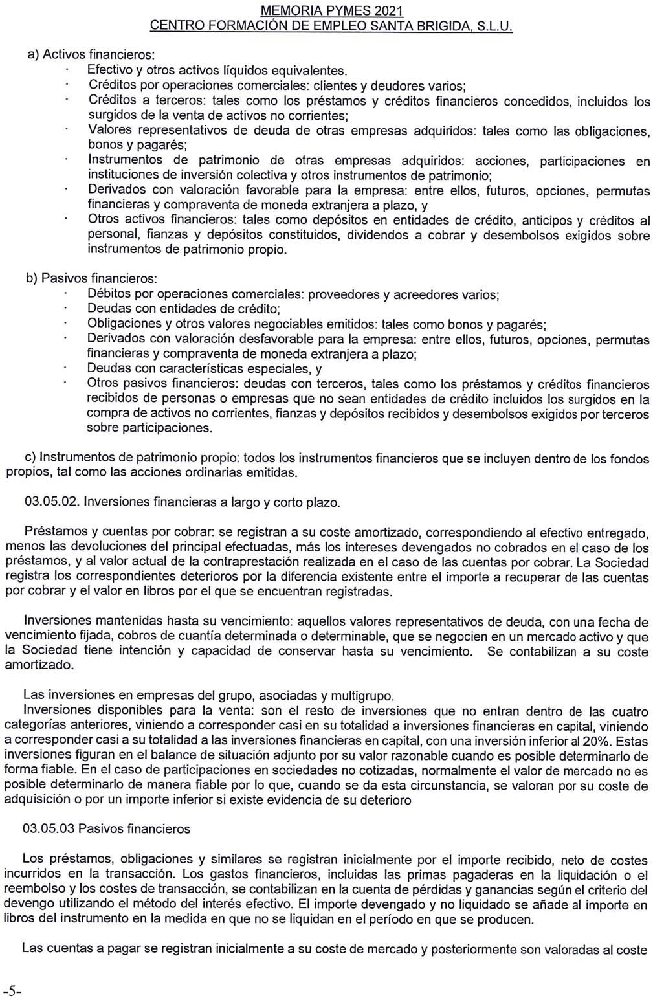 MEMORIA PYMES 2021
CENTRO FORMACIÓN DE EMPLEO SANTA BRIGIDA, S.L.U.
a) Activos financieros:
· Efectivo y otros activos líquidos equivalentes.
· Créditos por operaciones comerciales: clientes y deudores varios;
· Créditos a terceros: tales como los préstamos y créditos financieros concedidos, incluidos los
surgidos de la venta de activos no corrientes;
· Valores representativos de deuda de otras empresas adquiridos: tales como las obligaciones,
bonos y pagarés;
· Instrumentos de patrimonio de otras empresas adquiridos: acciones, participaciones en
instituciones de inversión colectiva y otros instrumentos de patrimonio;
· Derivados con valoración favorable para la empresa: entre ellos, futuros, opciones, permutas
financieras y compraventa de moneda extranjera a plazo, y
· Otros activos financieros: tales como depósitos en entidades de crédito, anticipos y créditos al
personal, fianzas y depósitos constituidos, dividendos a cobrar y desembolsos exigidos sobre
instrumentos de patrimonio propio.
b) Pasivos financieros:
· Débitos por operaciones comerciales: proveedores y acreedores varios;
· Deudas con entidades de crédito;
· Obligaciones y otros valores negociables emitidos: tales como bonos y pagarés;
· Derivados con valoración desfavorable para la empresa: entre ellos, futuros, opciones, permutas
financieras y compraventa de moneda extranjera a plazo;
· Deudas con características especiales, y
· Otros pasivos financieros: deudas con terceros, tales como los préstamos y créditos financieros
recibidos de personas o empresas que no sean entidades de crédito incluidos los surgidos en la
compra de activos no corrientes, fianzas y depósitos recibidos y desembolsos exigidos por terceros
sobre participaciones.
c) Instrumentos de patrimonio propio: todos los instrumentos financieros que se incluyen dentro de los fondos
propios, tal como las acciones ordinarias emitidas.
03.05.02. Inversiones financieras a largo y corto plazo.
Préstamos y cuentas por cobrar: se registran a su coste amortizado, correspondiendo al efectivo entregado,
menos las devoluciones del principal efectuadas, más los intereses devengados no cobrados en el caso de los
préstamos, y al valor actual de la contraprestación realizada en el caso de las cuentas por cobrar. La Sociedad
registra los correspondientes deterioros por la diferencia existente entre el importe a recuperar de las cuentas
por cobrar y el valor en libros por el que se encuentran registradas.
Inversiones mantenidas hasta su vencimiento: aquellos valores representativos de deuda, con una fecha de
vencimiento fijada, cobros de cuantía determinada o determinable, que se negocien en un mercado activo y que
la Sociedad tiene intención y capacidad de conservar hasta su vencimiento. Se contabilizan a su coste
amortizado.
Las inversiones en empresas del grupo, asociadas y multigrupo.
Inversiones disponibles para la venta: son el resto de inversiones que no entran dentro de las cuatro
categorías anteriores, viniendo a corresponder casi en su totalidad a inversiones financieras en capital, viniendo
a corresponder casi a su totalidad a las inversiones financieras en capital, con una inversión inferior al 20%. Estas
inversiones figuran en el balance de situación adjunto por su valor razonable cuando es posible determinarlo de
forma fiable. En el caso de participaciones en sociedades no cotizadas, normalmente el valor de mercado no es
posible determinarlo de manera fiable por lo que, cuando se da esta circunstancia, se valoran por su coste de
adquisición o por un importe inferior si existe evidencia de su deterioro
03.05.03 Pasivos financieros
Los préstamos, obligaciones y similares se registran inicialmente por el importe recibido, neto de costes
incurridos en la transacción. Los gastos financieros, incluidas las primas pagaderas en la liquidación o el
reembolso y los costes de transacción, se contabilizan en la cuenta de pérdidas y ganancias según el criterio del
devengo utilizando el método del interés efectivo. El importe devengado y no liquidado se añade al importe en
libros del instrumento en la medida en que no se liquidan en el período en que se producen.
Las cuentas a pagar se registran inicialmente a su coste de mercado y posteriormente son valoradas al coste
-5-